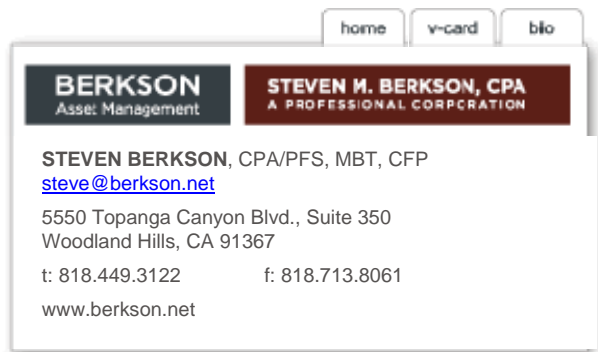 home v-card bio
BERKSON
Asset Management
STEVEN M. BERKSON, CPA
A PROFESSIONAL CORPORATION
STEVEN BERKSON, CPA/PFS, MBT, CFP
steve@berkson.net
5550 Topanga Canyon Blvd., Suite 350
Woodland Hills, CA 91367
t: 818.449.3122 f: 818.713.8061
www.berkson.net